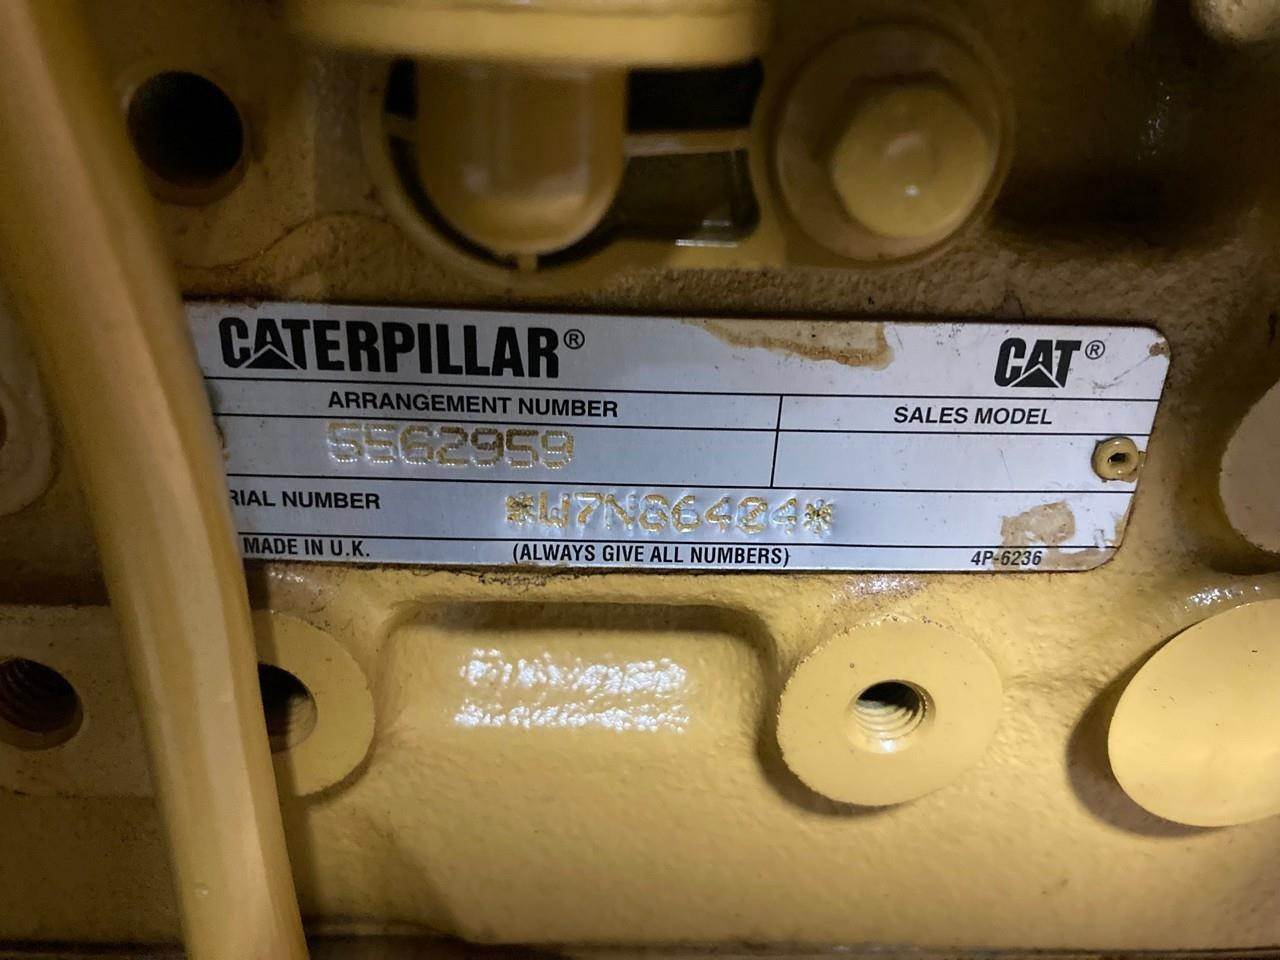 CATERPILLAR® CAT®
ARRANGEMENT NUMBER SALES MODEL
5562959
RIAL NUMBER *W7N86424*
MADE IN U.K. (ALWAYS GIVE ALL NUMBERS) 4P-6236